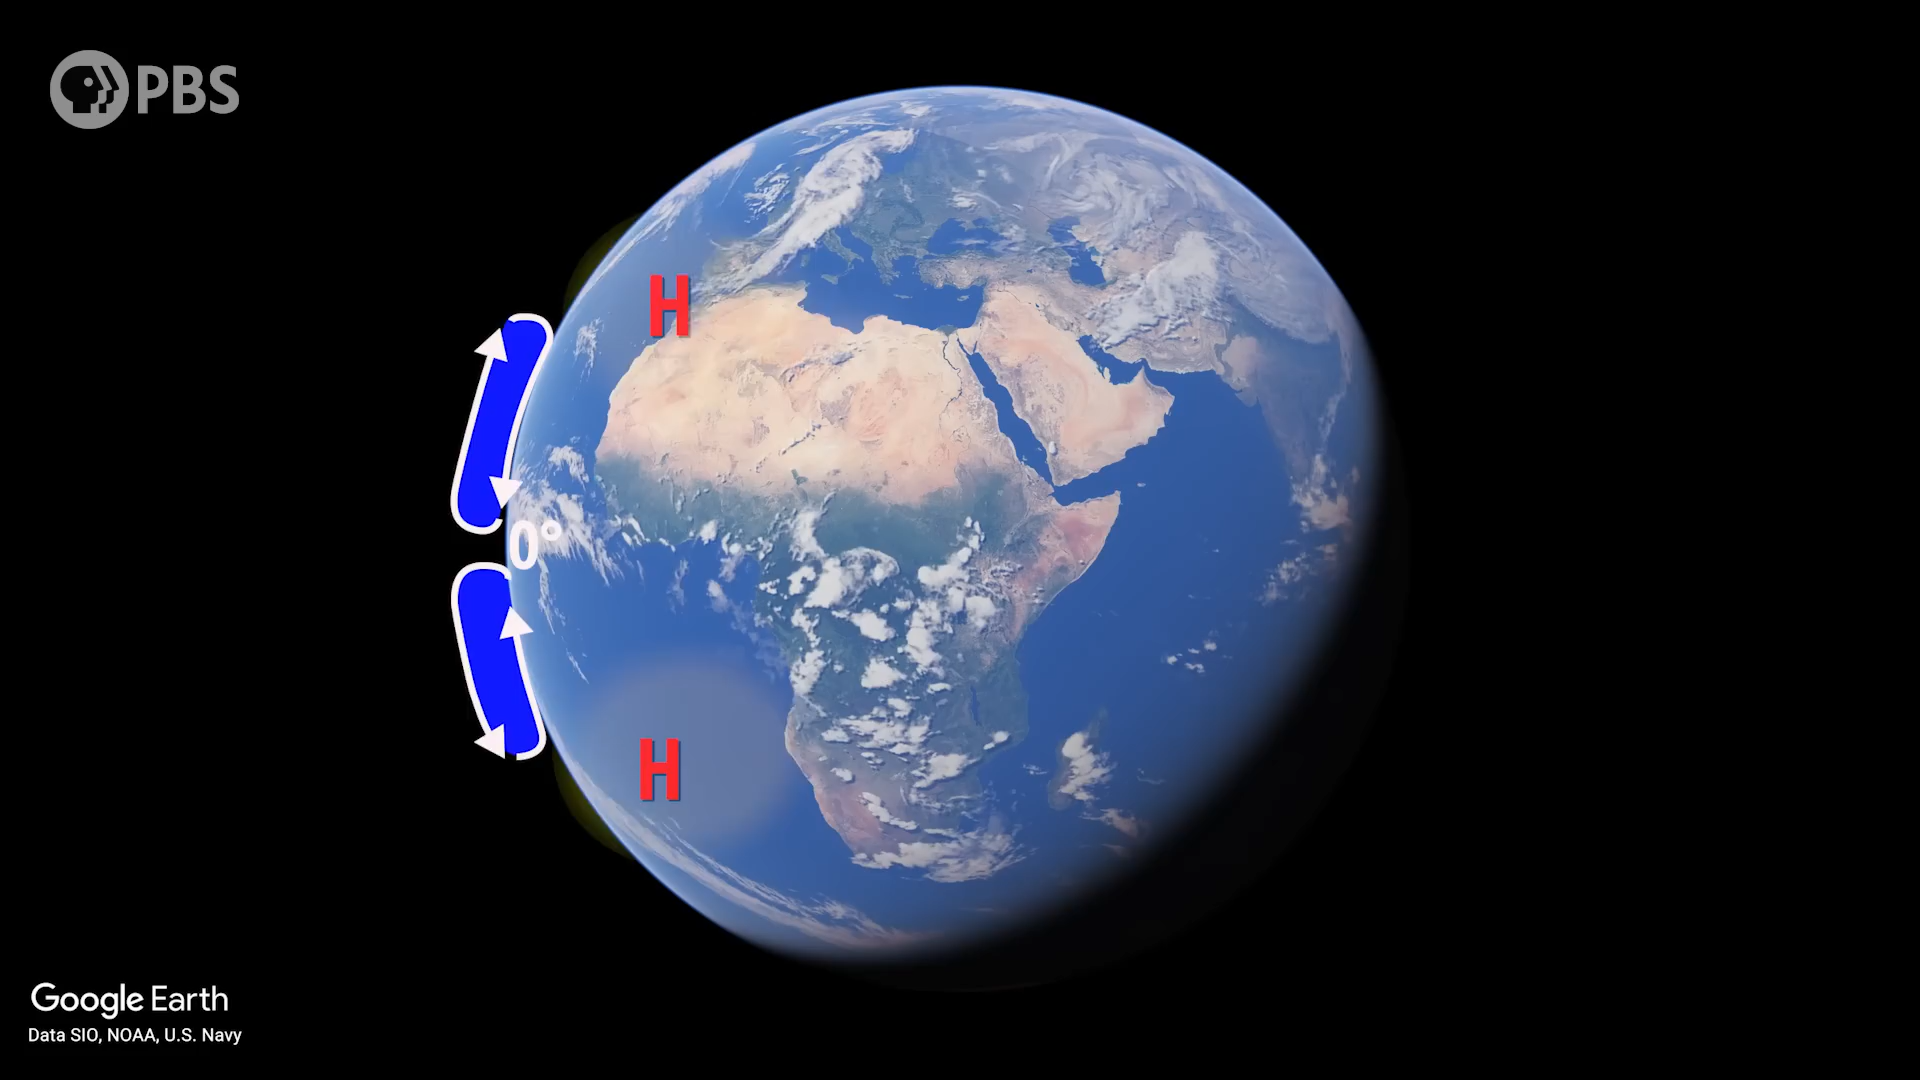 PBS
H
0°
H
Google Earth
Data SIO, NOAA, U.S. Navy